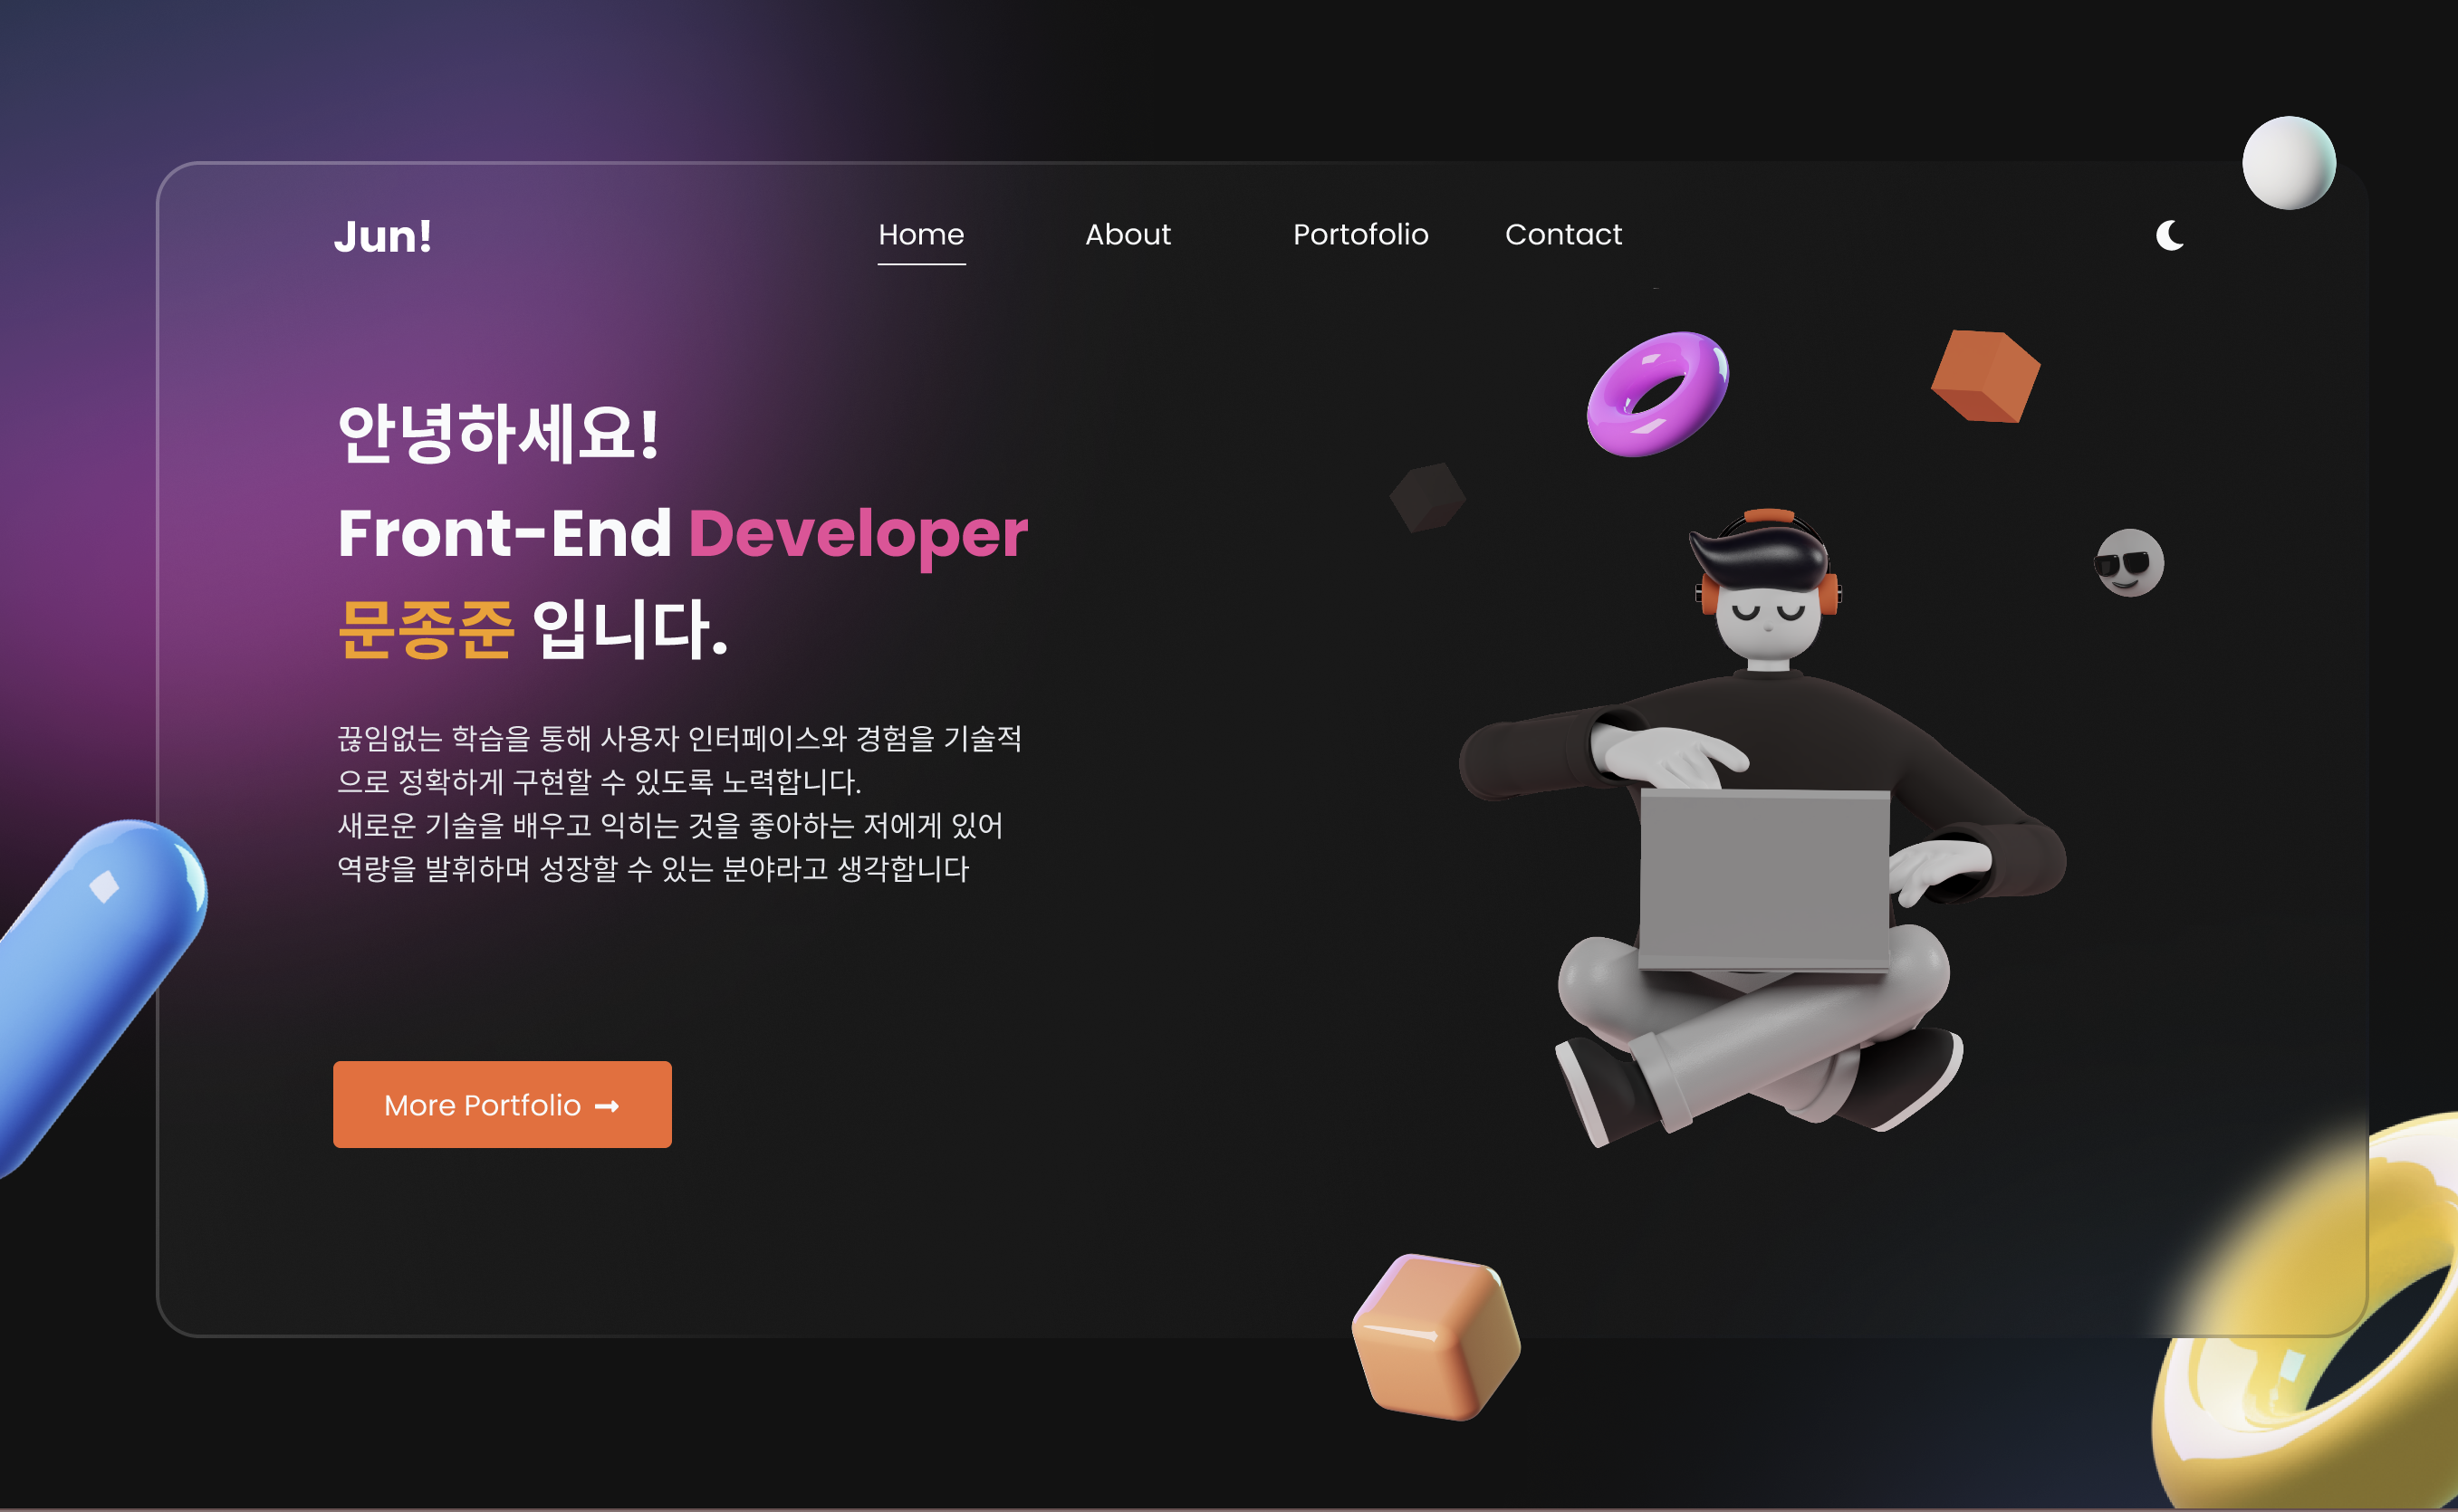 Jun!
Home
About
Portofolio
Contact
안녕하세요!
Front-End Developer
문종준 입니다.
끊임없는 학습을 통해 사용자 인터페이스와 경험을 기술적
으로 정확하게 구현할 수 있도록 노력합니다.
새로운 기술을 배우고 익히는 것을 좋아하는 저에게 있어
역량을 발휘하며 성장할 수 있는 분야라고 생각합니다
More Portfolio